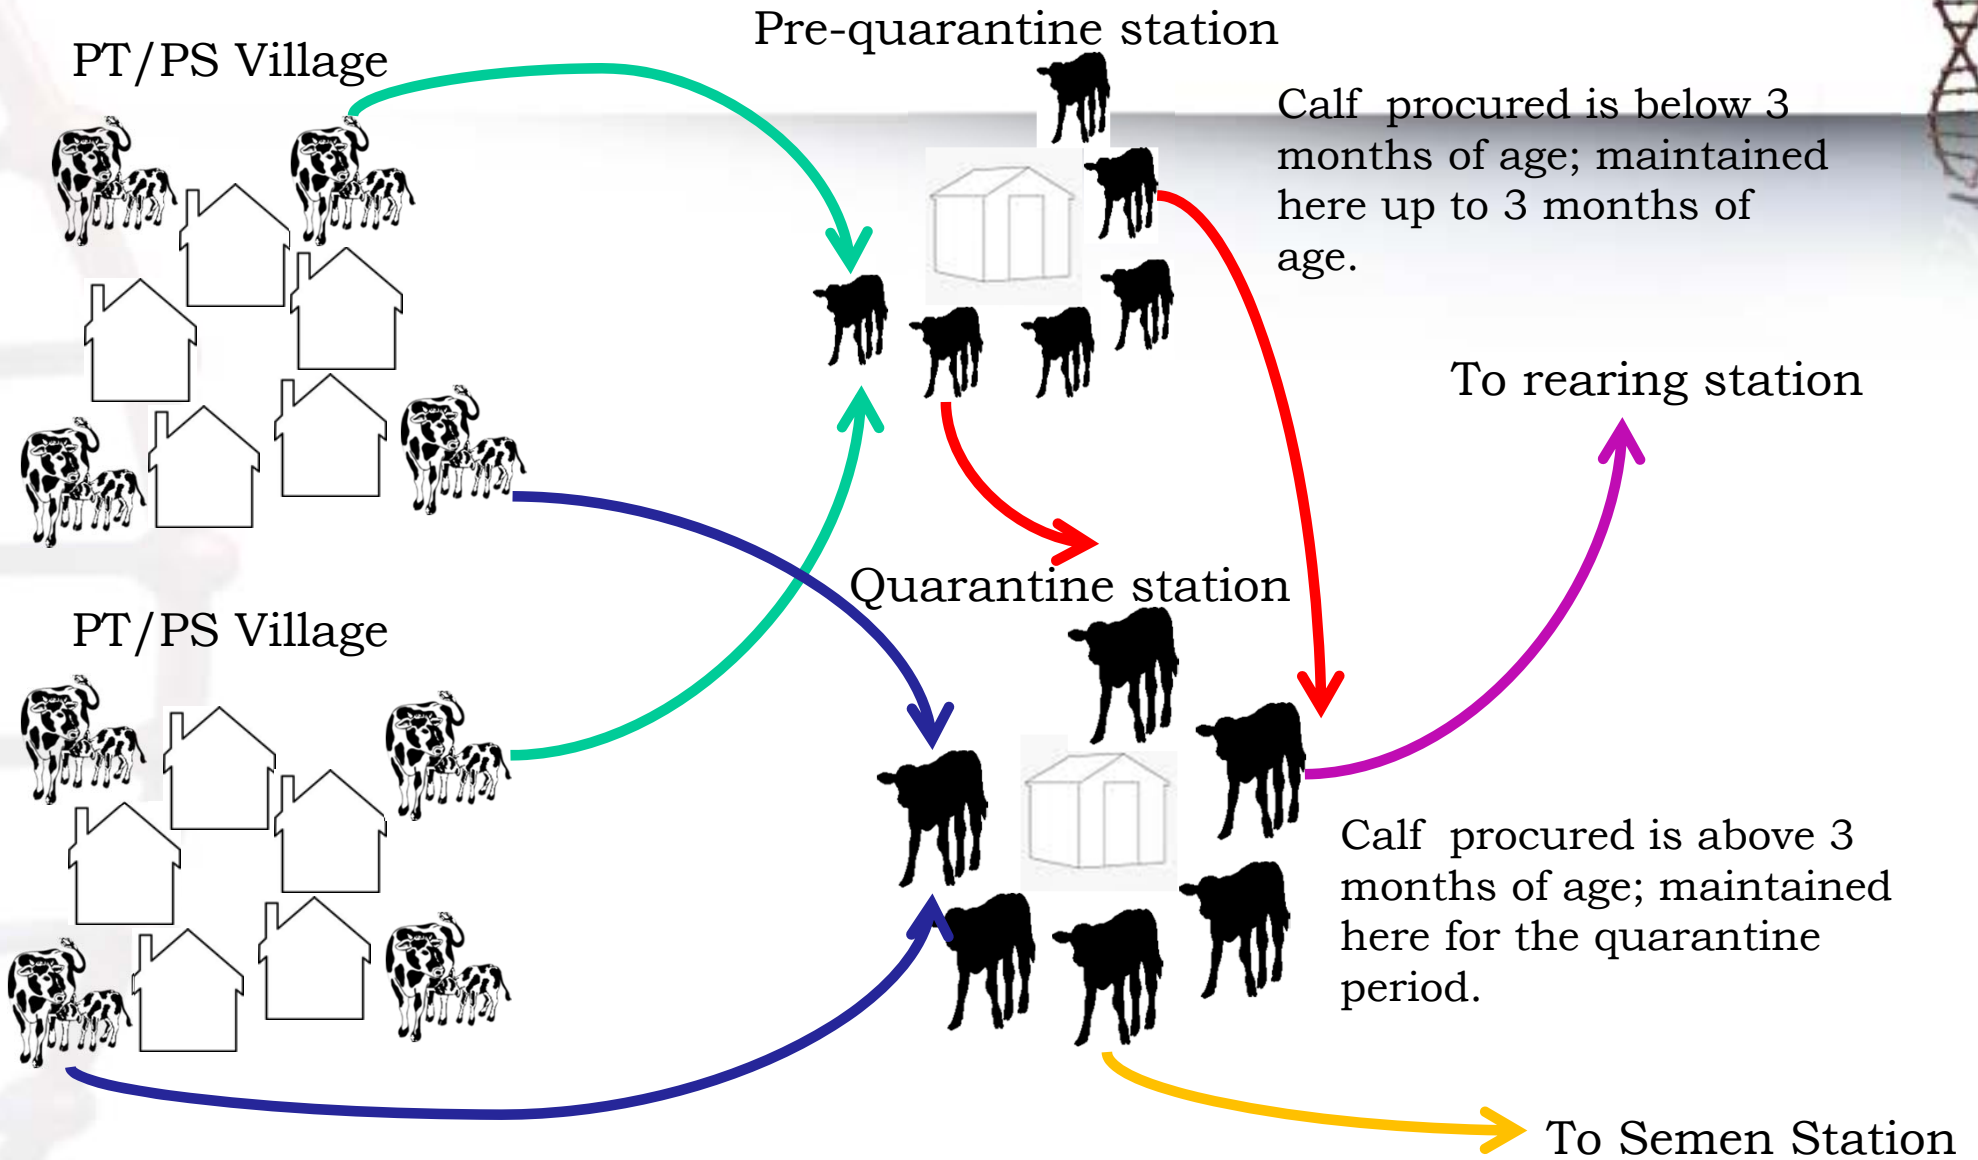 PT/PS Village
Pre-quarantine station
Calf procured is below 3
months of age; maintained
here up to 3 months of
age.
To rearing station
Quarantine station
PT/PS Village
Calf procured is above 3
months of age; maintained
here for the quarantine
period.
To Semen Station